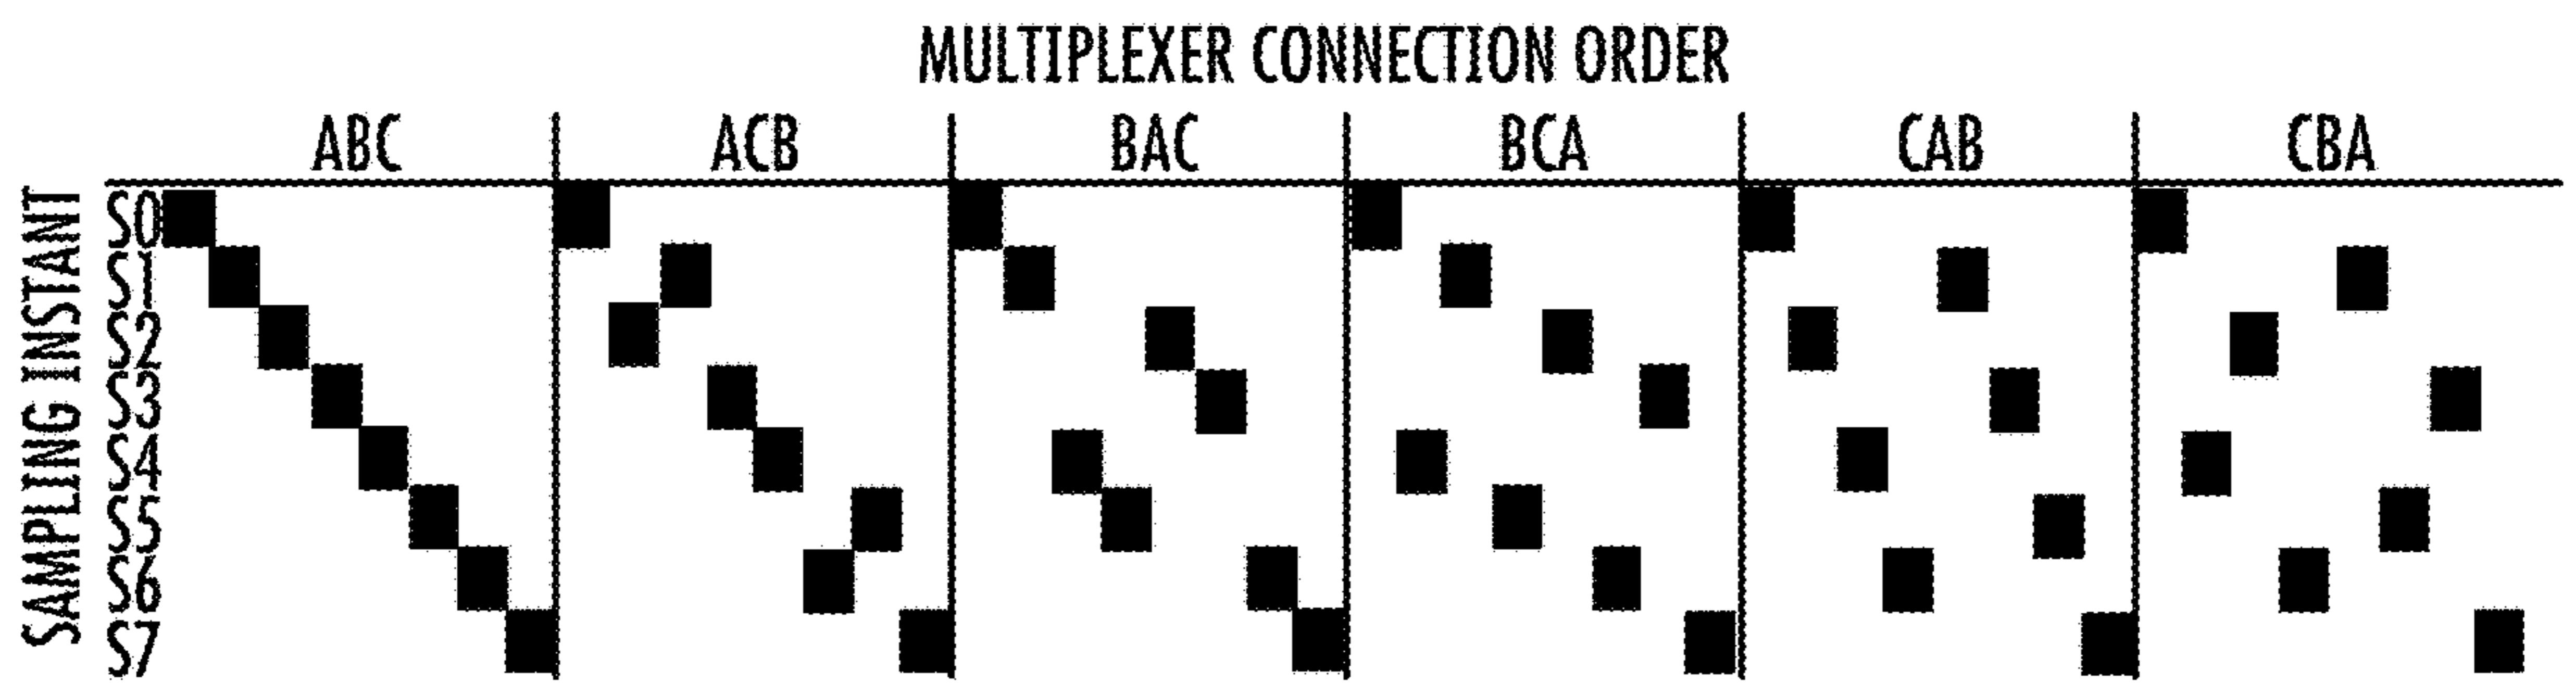 MULTIPLEXER CONNECTION ORDER
ABC ACB BAC BCA CAB CBA
SAMPLING INSTANT
S0
S1
S2
S3
S4
S5
S6
S7